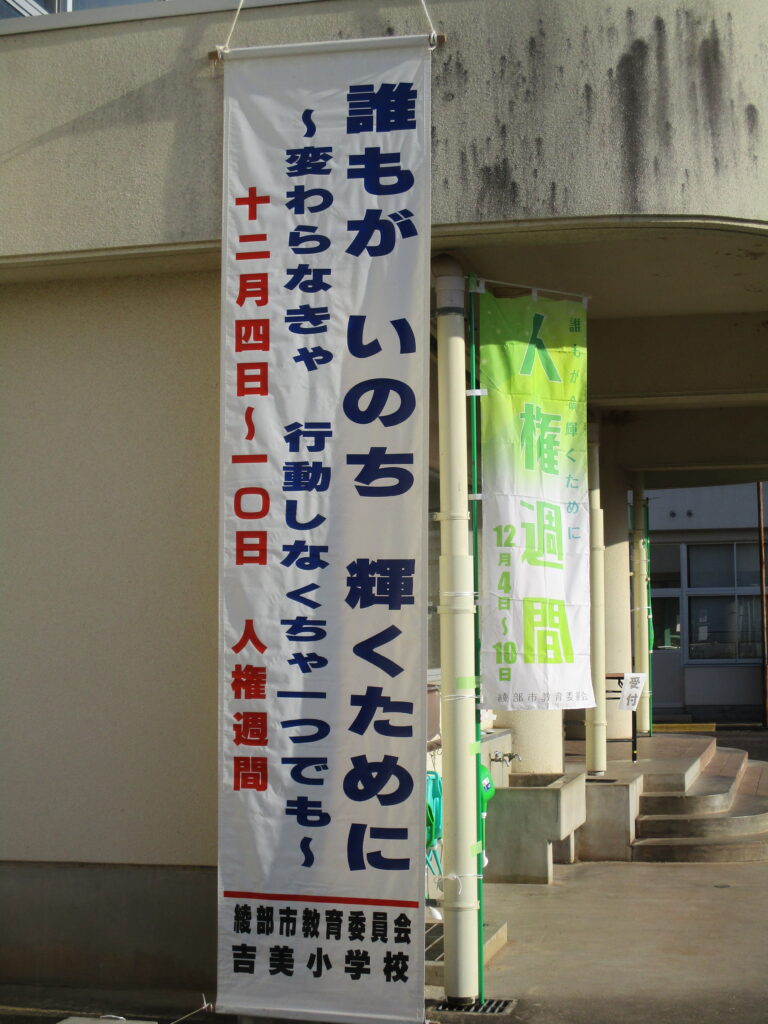 誰もが いのち 輝くために
～変わらなきゃ 行動しなくちゃ一つでも～
十二月四日～一〇日 人権週間
綾部市教育委員会
吉美小学校
誰もが命輝くために
人権週間
12月4日～10日
綾部市教育委員会
受付